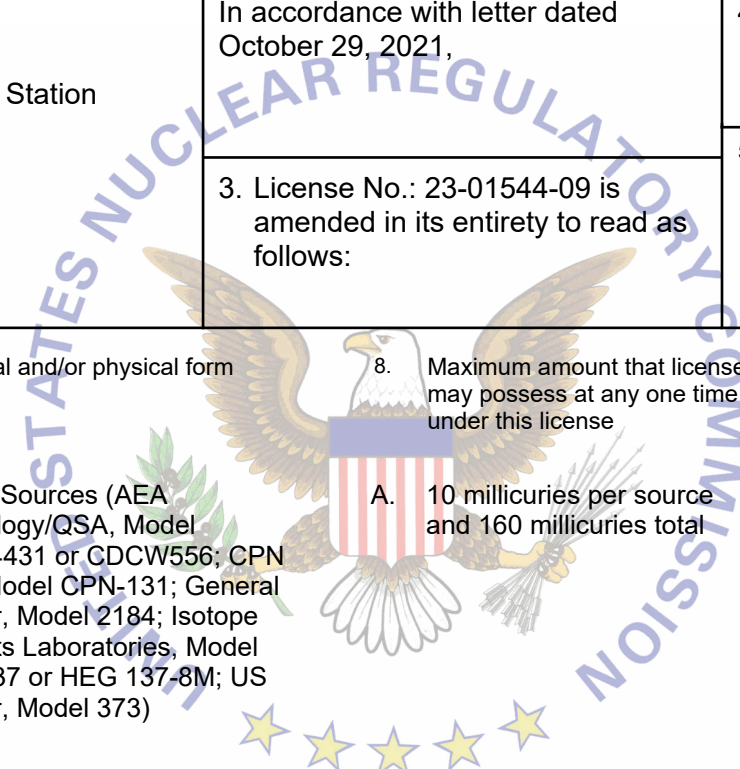 In accordance with letter dated
October 29, 2021,
Station
3. License No.: 23-01544-09 is
amended in its entirety to read as
follows:
al and/or physical form
8. Maximum amount that license
may possess at any one time
under this license
Sources (AEA
logy/QSA, Model
431 or CDCW556; CPN
Model CPN-131; General
r, Model 2184; Isotope
ts Laboratories, Model
37 or HEG 137-8M; US
r, Model 373)
A. 10 millicuries per source
and 160 millicuries total
UNITED STATES NUCLEAR REGULATORY COMMISSION